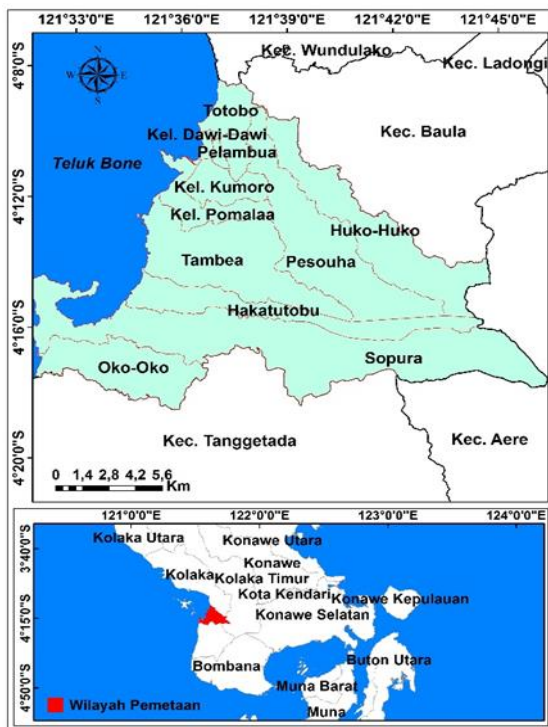 121°33'0"E 121°36'0"E 121°39'0"E 121°42'0"E 121°45'0"E
4°8'0"S
4°12'0"S
4°16'0"S
4°20'0"S
N
W E
S
Kec. Wundulako
Kec. Ladongi
Totobo
Kel. Dawi-Dawi
Kec. Baula
Pelambua
Teluk Bone
Kel. Kumoro
Kel. Pomalaa
Huko-Huko
Tambea
Pesouha
Hakatutobu
Sopura
Oko-Oko
Kec. Tanggetada
Kec. Aere
0 1,4 2,8 4,2 5,6
Km
121°0'0"E 122°0'0"E 123°0'0"E 124°0'0"E
3°40'0"S
4°15'0"S
4°50'0"S
Kolaka Utara
Konawe Utara
Konawe
Kolaka
Kolaka Timur
Kota Kendari
Konawe Kepulauan
Konawe Selatan
Bombana
Buton Utara
Muna Barat
Muna
Wilayah Pemetaan